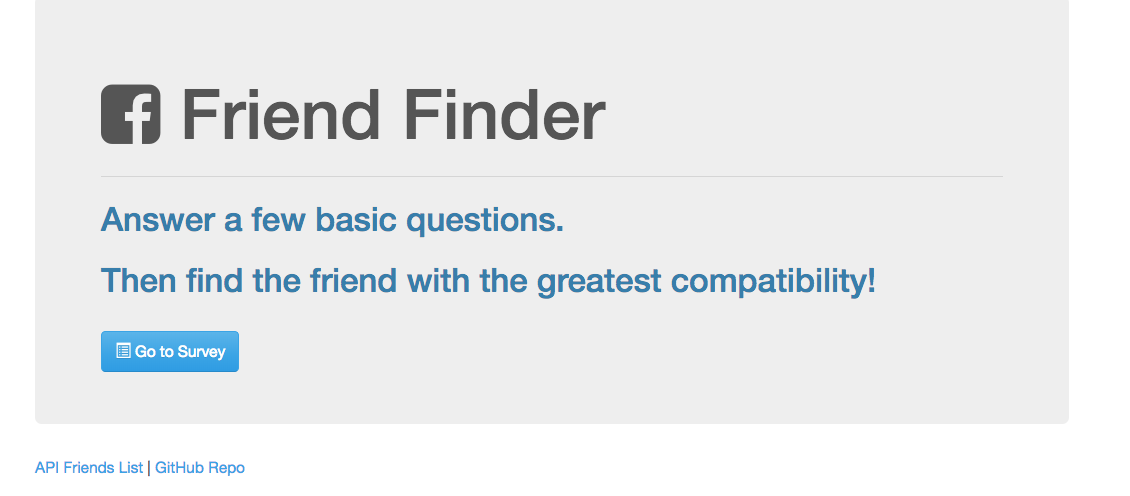 Friend Finder
Answer a few basic questions.
Then find the friend with the greatest compatibility!
Go to Survey
API Friends List | GitHub Repo